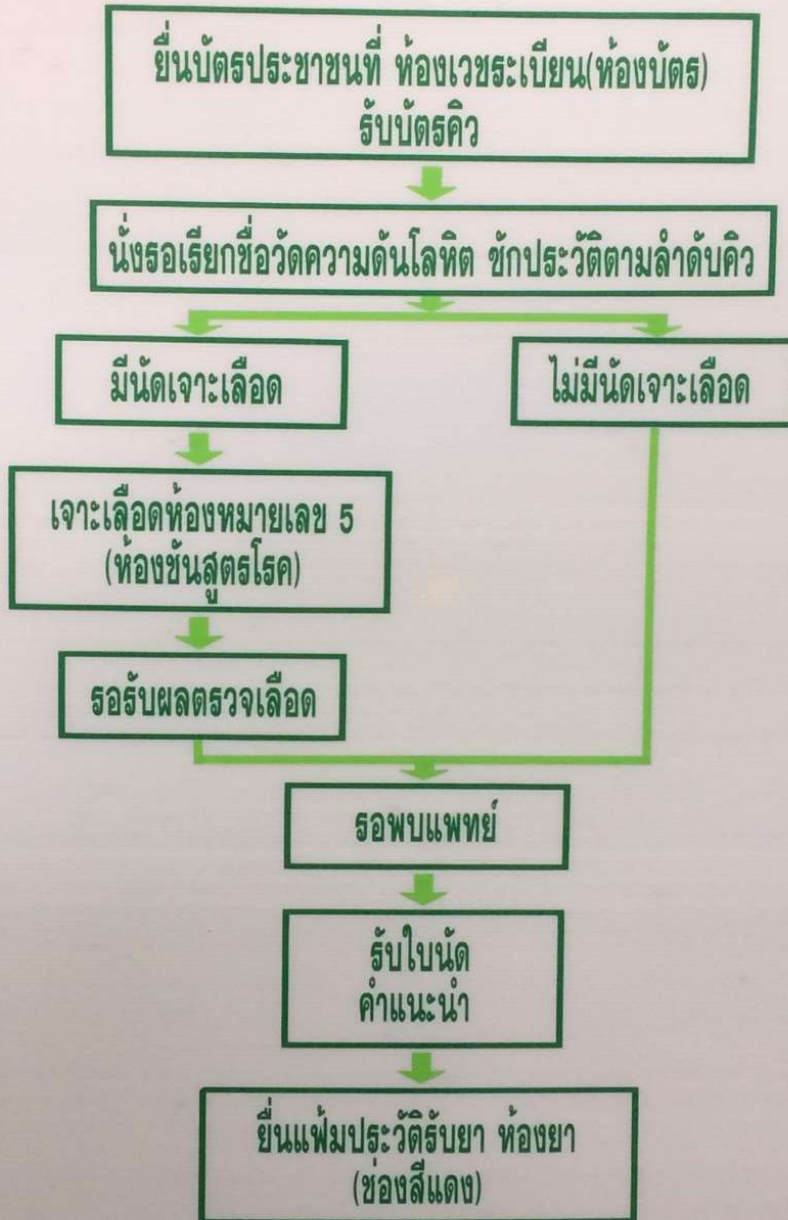 ยื่นบัตรประชาชนที่ ห้องเวชระเบียน(ห้องบัตร)
รับบัตรคิว
นั่งรอเรียกชื่อวัดความดันโลหิต ซักประวัติตามลำดับคิว
มีนัดเจาะเลือด
ไม่มีนัดเจาะเลือด
เจาะเลือดห้องหมายเลข 5
(ห้องชันสูตรโรค)
รอรับผลตรวจเลือด
รอพบแพทย์
รับใบนัด
คำแนะนำ
ยื่นแฟ้มประวัติรับยา ห้องยา
(ช่องสีแดง)